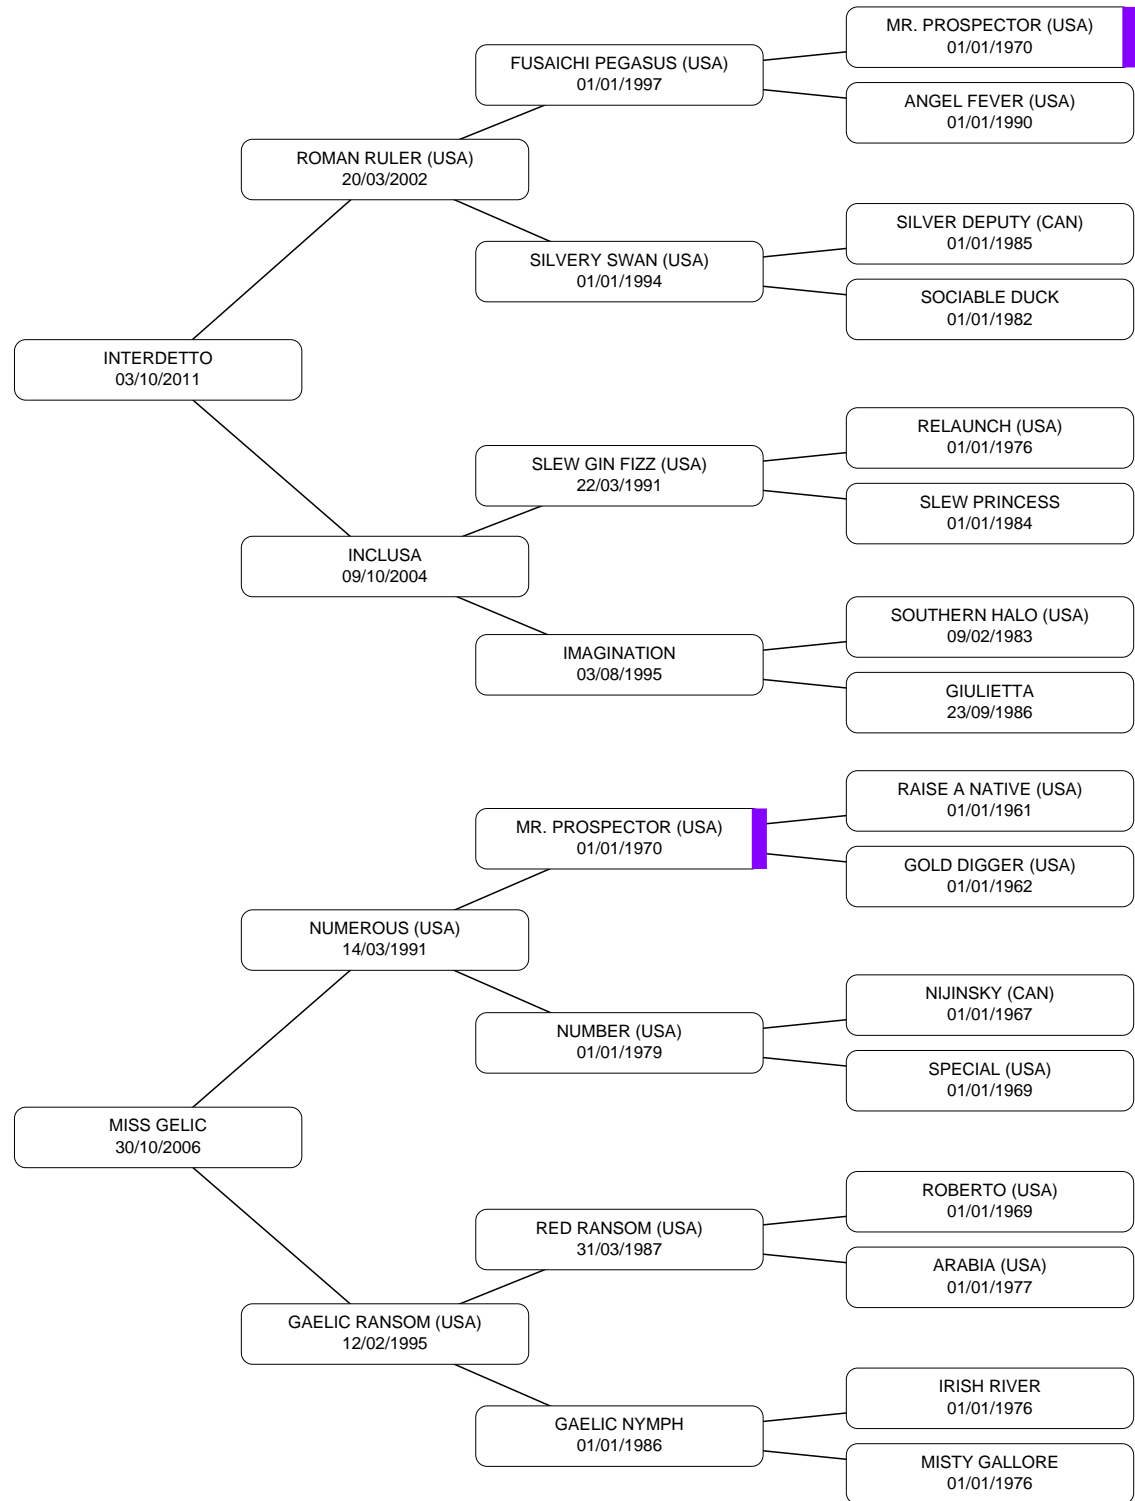 MR. PROSPECTOR (USA)
01/01/1970
FUSAICHI PEGASUS (USA)
01/01/1997
ANGEL FEVER (USA)
01/01/1990
ROMAN RULER (USA)
20/03/2002
SILVER DEPUTY (CAN)
01/01/1985
SILVERY SWAN (USA)
01/01/1994
SOCIABLE DUCK
01/01/1982
INTERDETTO
03/10/2011
RELAUNCH (USA)
01/01/1976
SLEW GIN FIZZ (USA)
22/03/1991
SLEW PRINCESS
01/01/1984
INCLUSA
09/10/2004
SOUTHERN HALO (USA)
09/02/1983
IMAGINATION
03/08/1995
GIULIETTA
23/09/1986
RAISE A NATIVE (USA)
01/01/1961
MR. PROSPECTOR (USA)
01/01/1970
GOLD DIGGER (USA)
01/01/1962
NUMEROUS (USA)
14/03/1991
NIJINSKY (CAN)
01/01/1967
NUMBER (USA)
01/01/1979
SPECIAL (USA)
01/01/1969
MISS GELIC
30/10/2006
ROBERTO (USA)
01/01/1969
RED RANSOM (USA)
31/03/1987
ARABIA (USA)
01/01/1977
GAELIC RANSOM (USA)
12/02/1995
IRISH RIVER
01/01/1976
GAELIC NYMPH
01/01/1986
MISTY GALLORE
01/01/1976